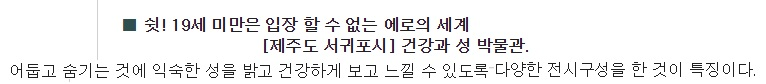 ■ 쉿! 19세 미만은 입장 할 수 없는 에로의 세계
[제주도 서귀포시] 건강과 성 박물관.
어둡고 숨기는 것에 익숙한 성을 밝고 건강하게 보고 느낄 수 있도록 다양한 전시구성을 한 것이 특징이다.